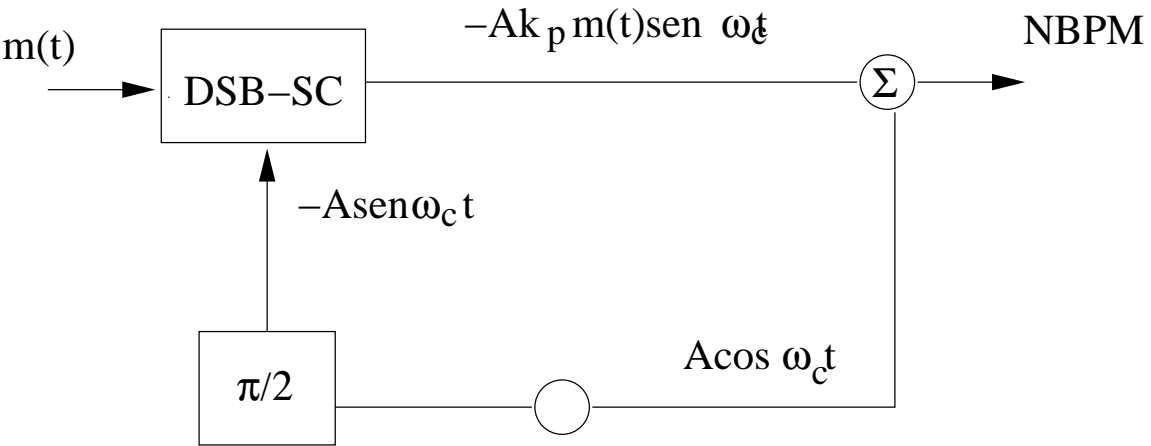 m(t)
−Ak p m(t)sen ωct
NBPM
DSB−SC
Σ
−Asenωc t
Acos ωct
π/2